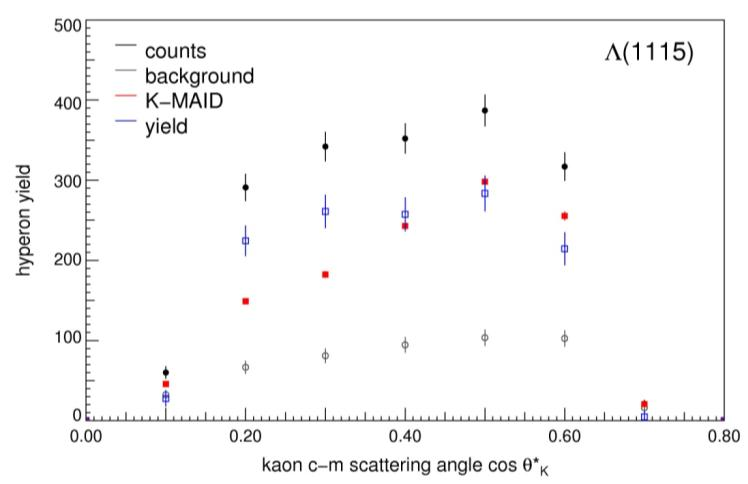 500
counts
Λ(1115)
background
400
K−MAID
yield
300
hyperon yield
200
100
0
0.00 0.20 0.40 0.60 0.80
kaon c−m scattering angle cos θ*K